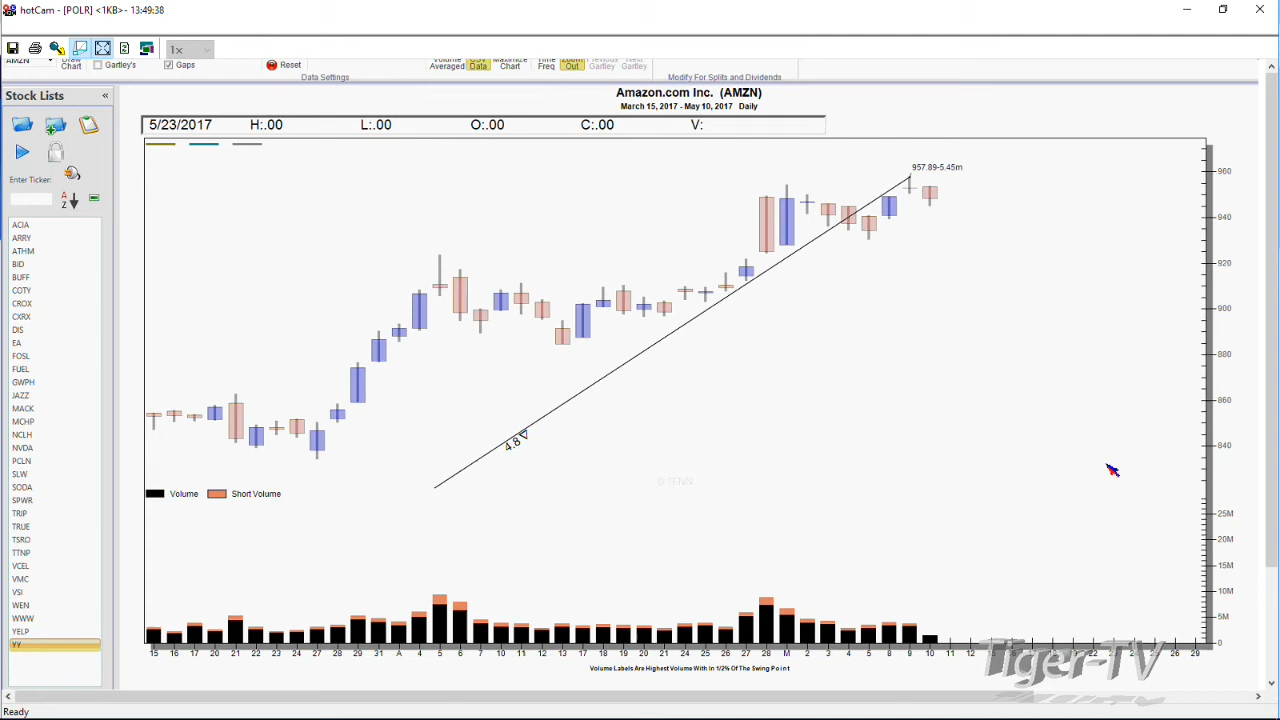 hotCam - [POLR] <1KB> - 13:49:38
1x
AMZN Draw Chart Gartley's Gaps Reset Data Settings
Volume Averaged CSV Data Maximize Chart Time Freq Zoom Out Previous Gartley Next Gartley Modify For Splits and Dividends
Stock Lists «
Enter Ticker:
A
Z
ACIA
ARRY
ATHM
BID
BUFF
COTY
CROX
CXRX
DIS
EA
FOSL
FUEL
GWPH
JAZZ
MACK
MCHP
NCLH
NVDA
PCLN
SLW
SODA
SPWR
TRIP
TRUE
TSRO
TTNP
VCEL
VMC
VSI
WEN
WWW
YELP
YY
Amazon.com Inc. (AMZN)
March 15, 2017 - May 10, 2017 Daily
5/23/2017 H:.00 L:.00 O:.00 C:.00 V:
957.89-5.45m
4.8
960
940
920
900
880
860
840
© TFNN
Volume Short Volume
25M
20M
15M
10M
5M
0
15 16 17 20 21 22 23 24 27 28 29 30 31 A 4 5 6 7 10 11 12 13 17 18 19 20 21 24 25 26 27 28 M 2 3 4 5 8 9 10 11 12
Volume Labels Are Highest Volume With In 1/2% Of The Swing Point
Tiger-TV
Ready